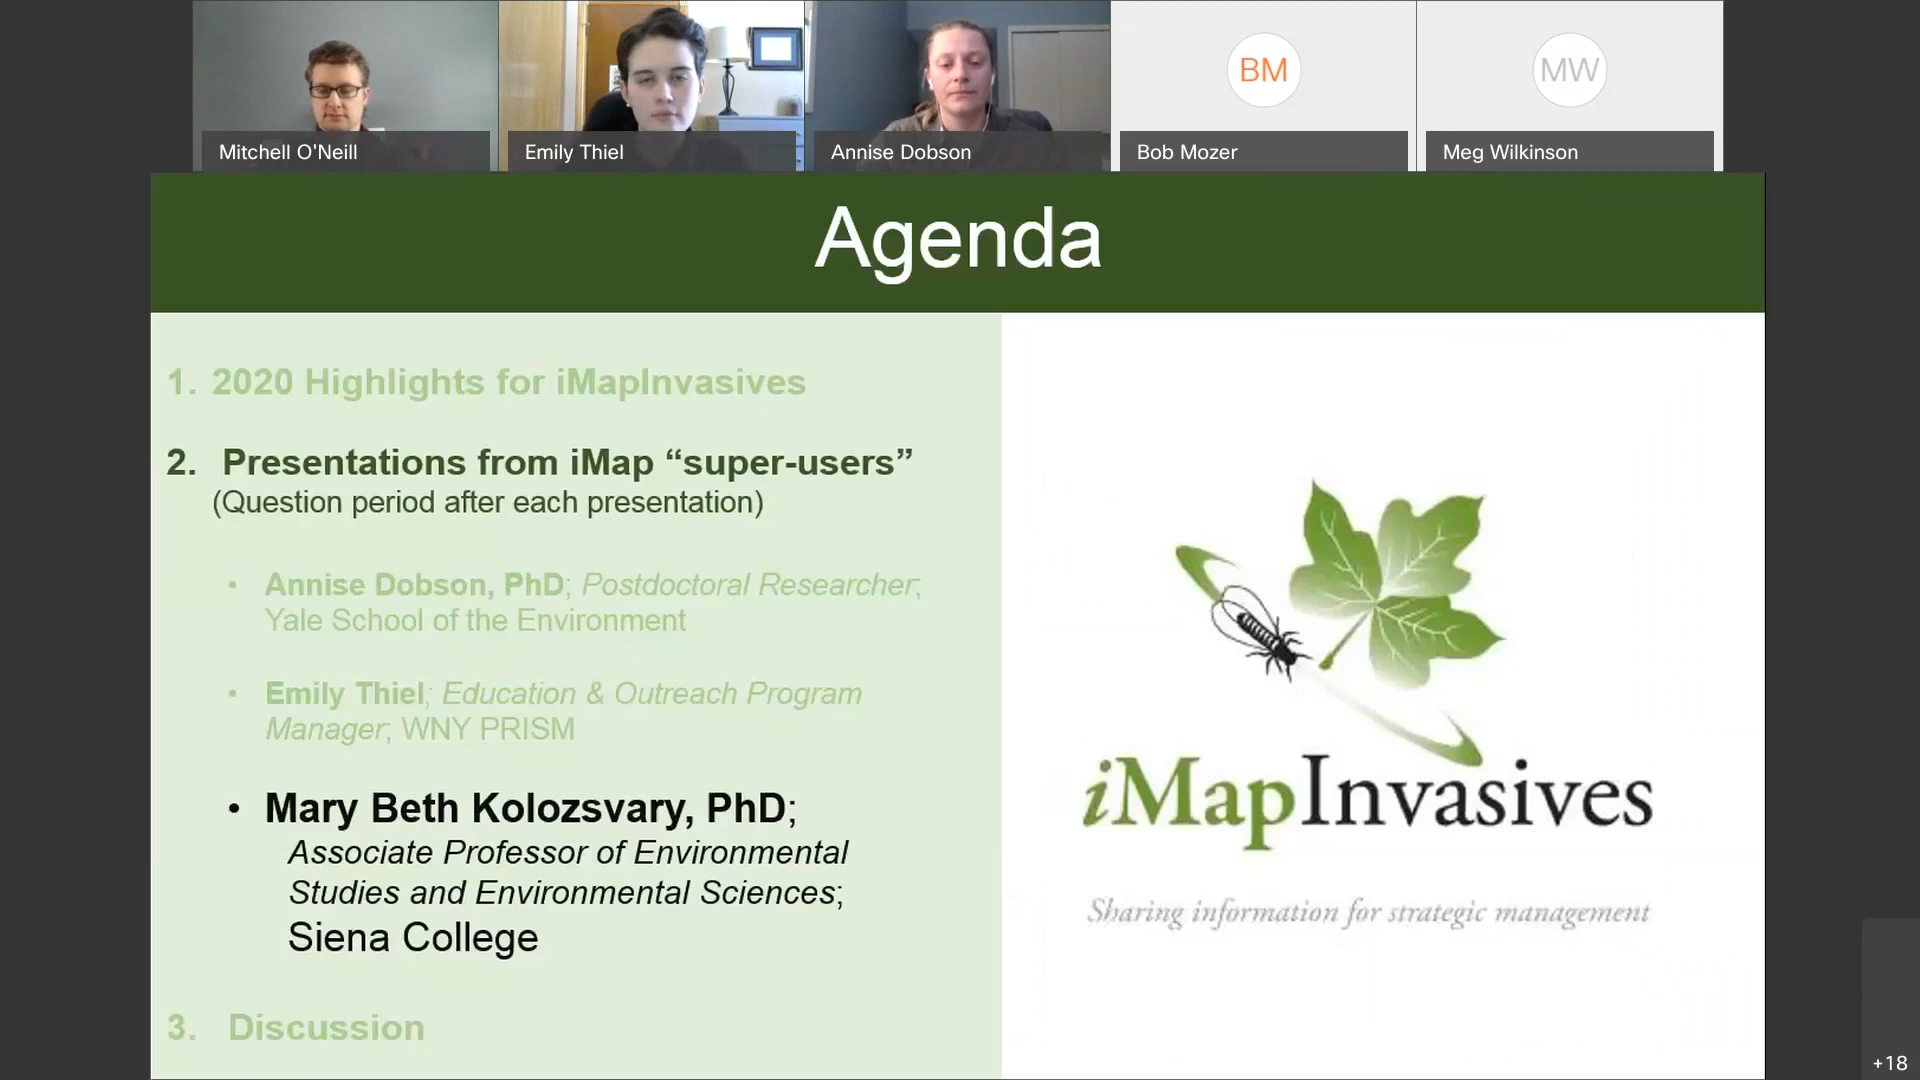 Mitchell O'Neill
Emily Thiel
Annise Dobson
BM
Bob Mozer
MW
Meg Wilkinson
Agenda
1. 2020 Highlights for iMapInvasives
2. Presentations from iMap “super-users”
(Question period after each presentation)
• Annise Dobson, PhD; Postdoctoral Researcher;
Yale School of the Environment
• Emily Thiel; Education & Outreach Program
Manager; WNY PRISM
• Mary Beth Kolozsvary, PhD;
Associate Professor of Environmental
Studies and Environmental Sciences;
Siena College
3. Discussion
iMapInvasives
Sharing information for strategic management
+18